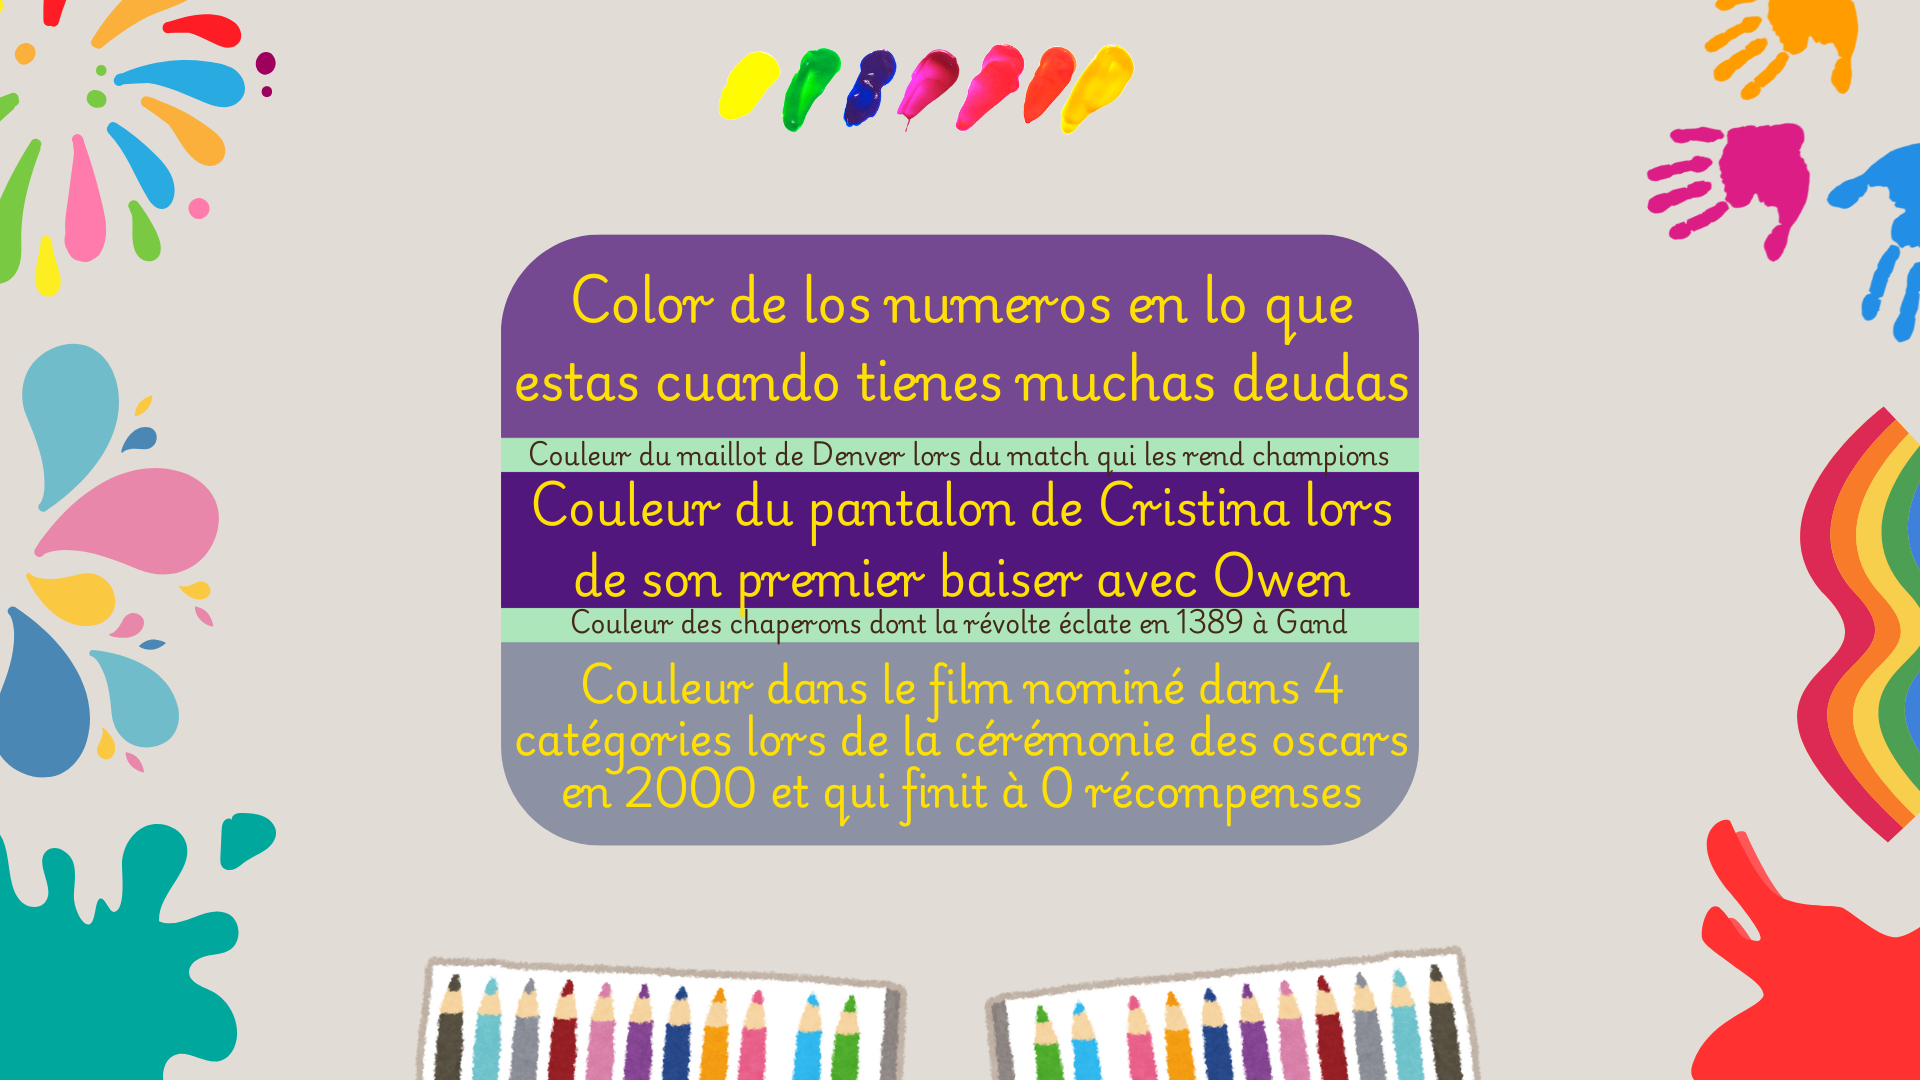 Color de los numeros en lo que
estas cuando tienes muchas deudas
Couleur du maillot de Denver lors du match qui les rend champions
Couleur du pantalon de Cristina lors
de son premier baiser avec Owen
Couleur des chaperons dont la révolte éclate en 1389 à Gand
Couleur dans le film nominé dans 4
catégories lors de la cérémonie des oscars
en 2000 et qui finit à 0 récompenses